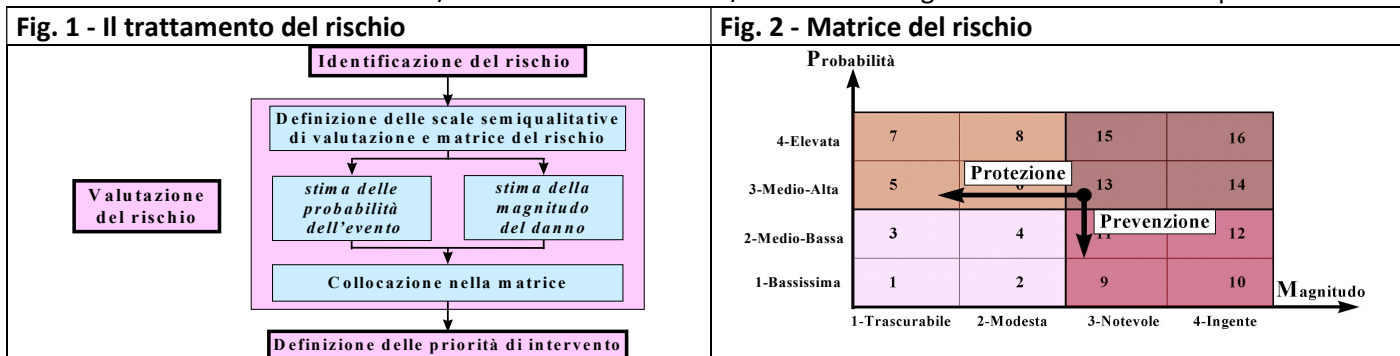 Fig. 1 - Il trattamento del rischio
Identificazione del rischio
Definizione delle scale semiqualitative
di valutazione e matrice del rischio
Valutazione
del rischio
stima delle
probabilità
dell'evento
stima della
magnitudo
del danno
Collocazione nella matrice
Definizione delle priorità di intervento
Fig. 2 - Matrice del rischio
Probabilità
4-Elevata 7 8 15 16
Protezione
3-Medio-Alta 5 13 14
Prevenzione
2-Medio-Bassa 3 4 12
1-Bassissima 1 2 9 10
Magnitudo
1-Trascurabile 2-Modesta 3-Notevole 4-Ingente